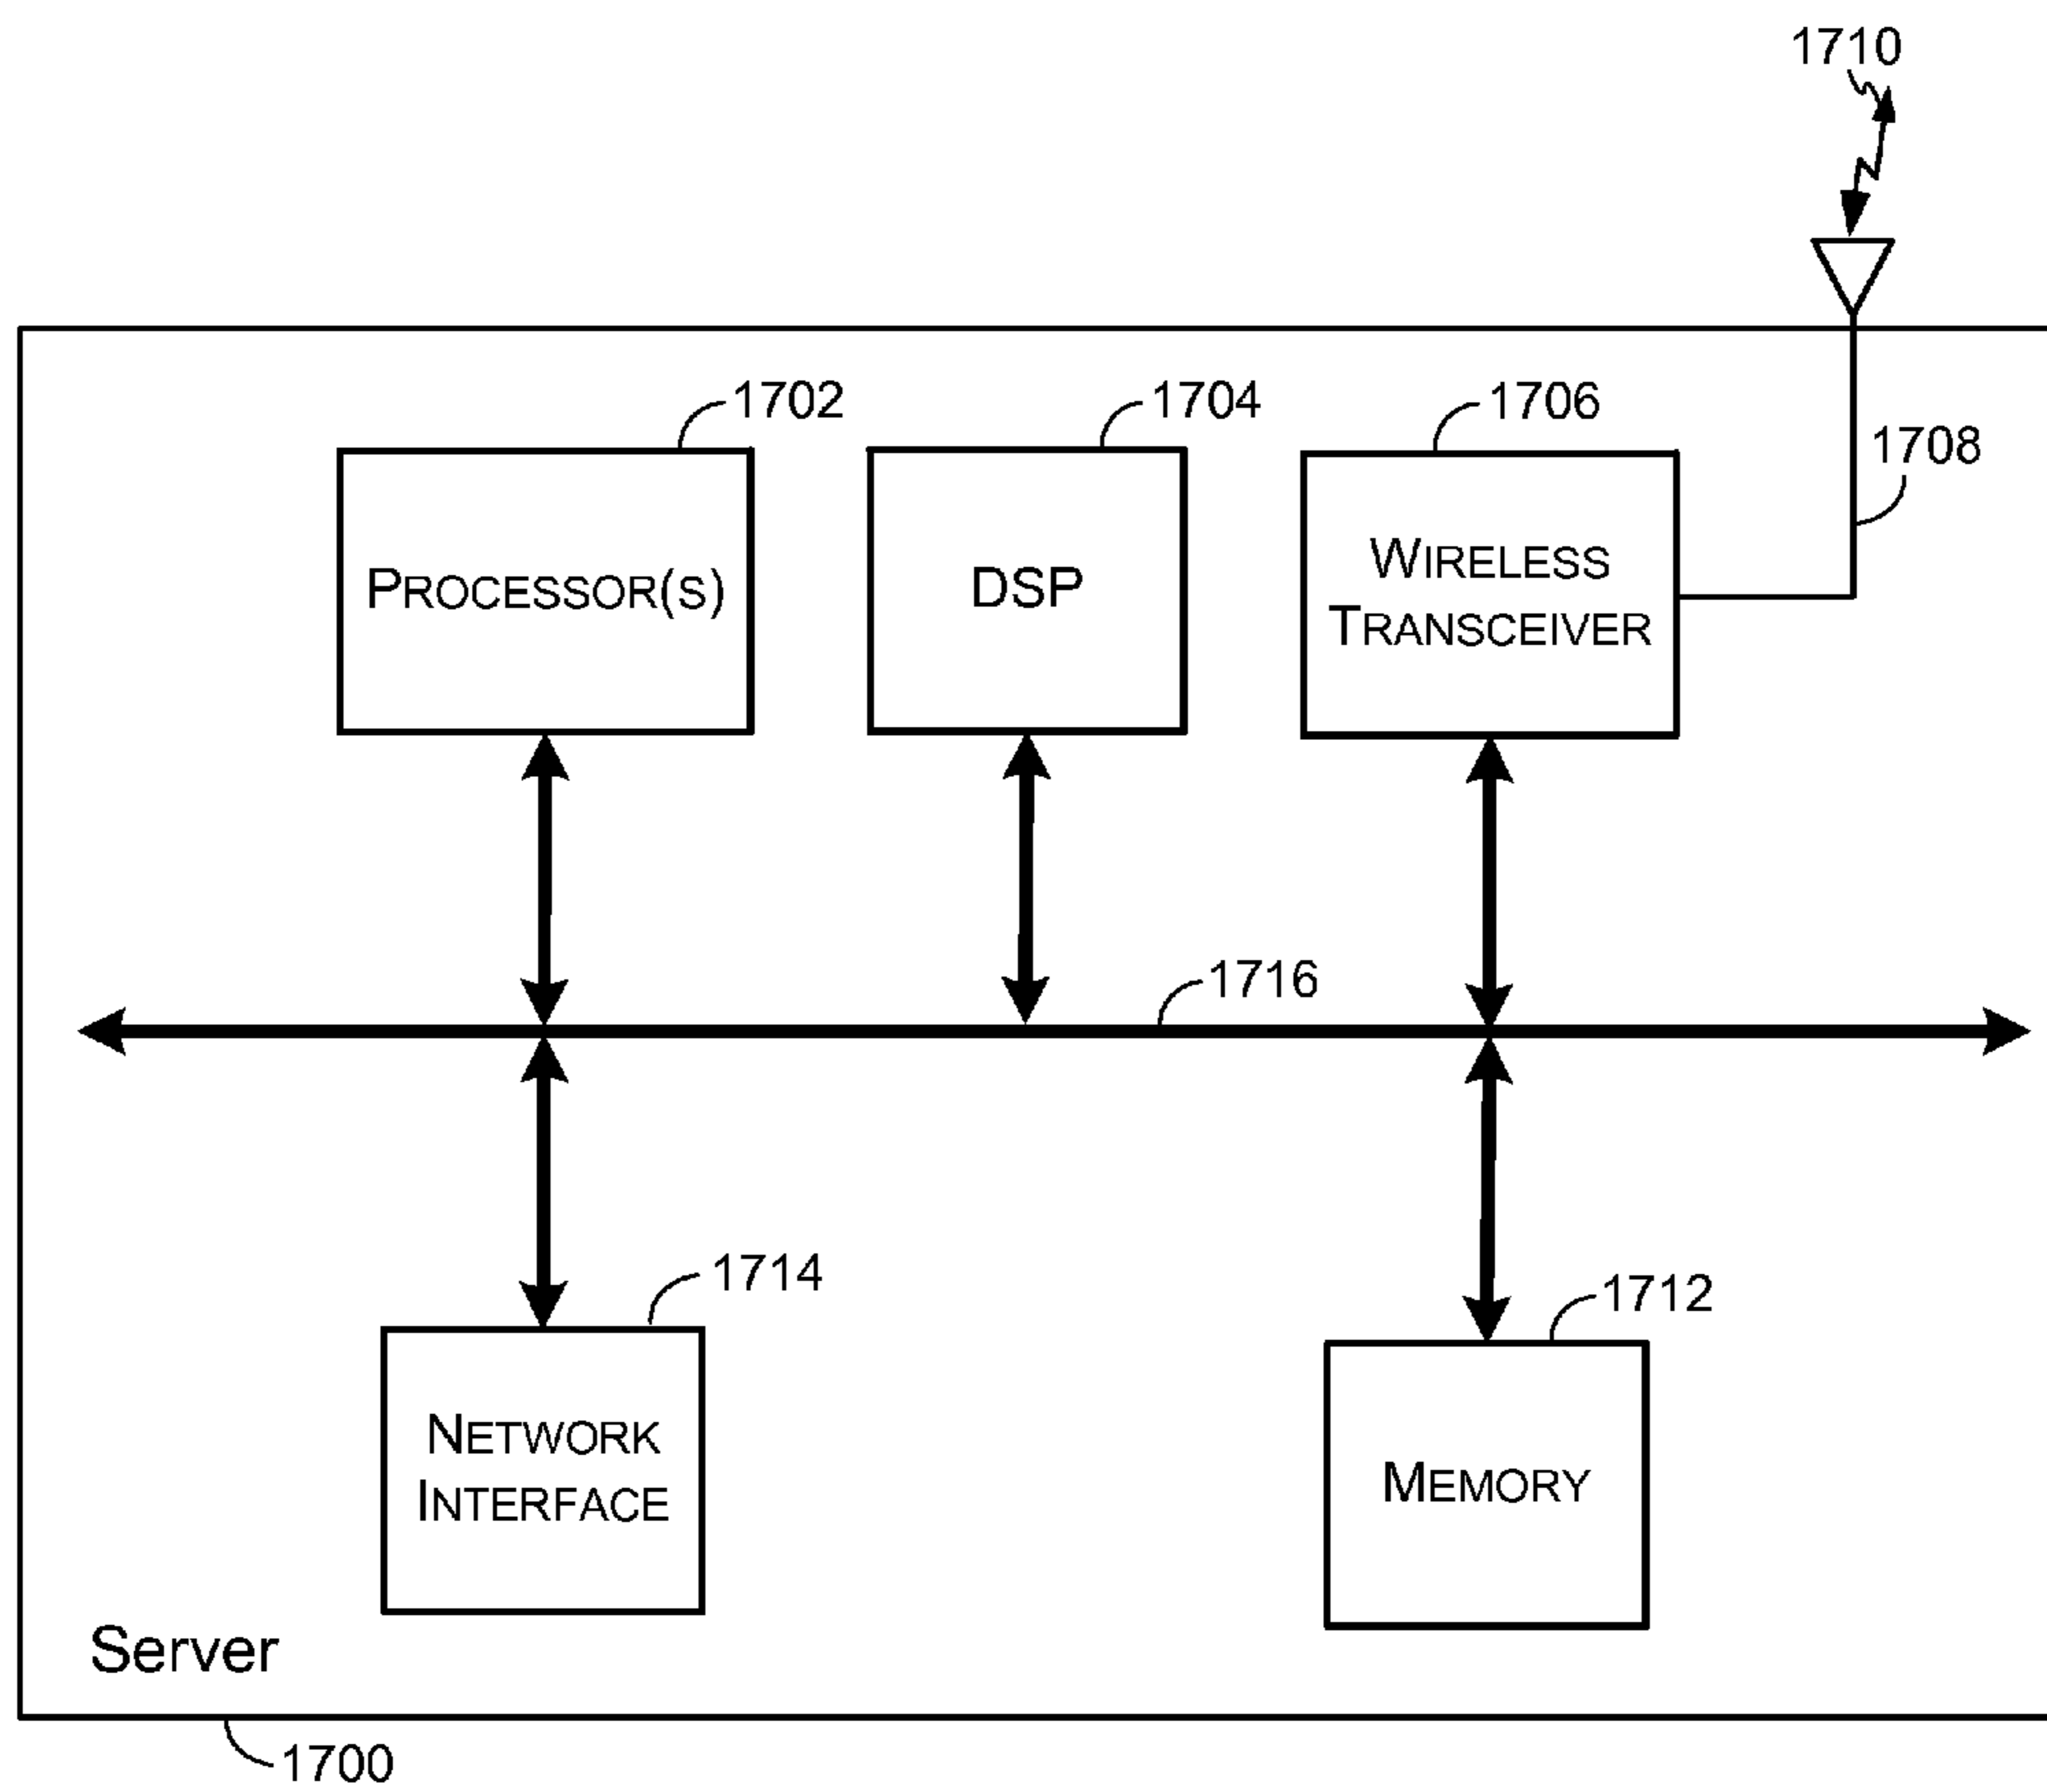 1710
1702
1704
1706
1708
PROCESSOR(S)
DSP
WIRELESS
TRANSCEIVER
1716
1714
1712
NETWORK
INTERFACE
MEMORY
Server
1700